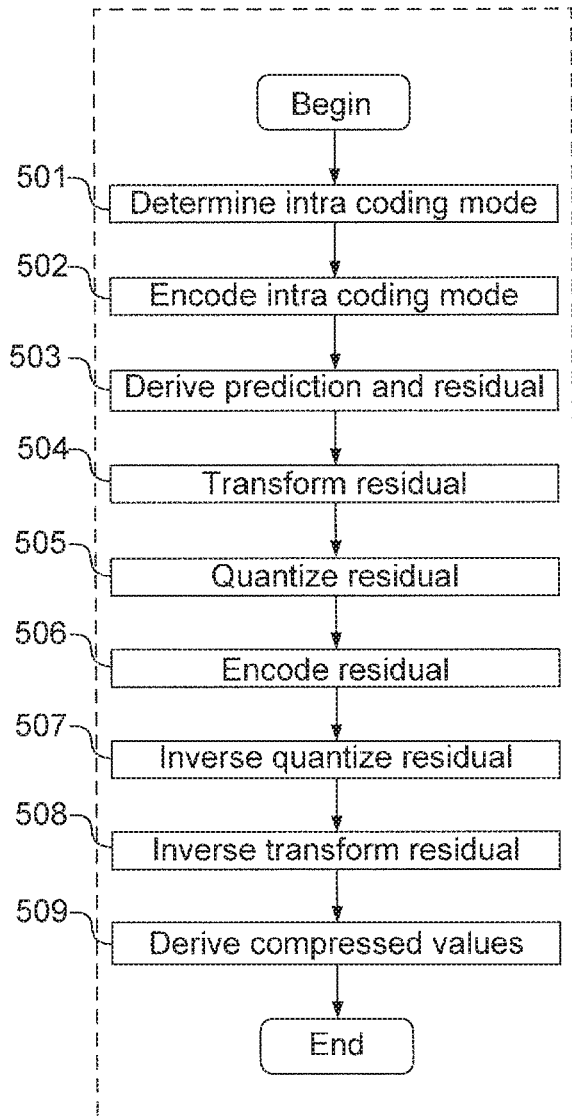 Begin
501 Determine intra coding mode
502 Encode intra coding mode
503 Derive prediction and residual
504 Transform residual
505 Quantize residual
506 Encode residual
507 Inverse quantize residual
508 Inverse transform residual
509 Derive compressed values
End